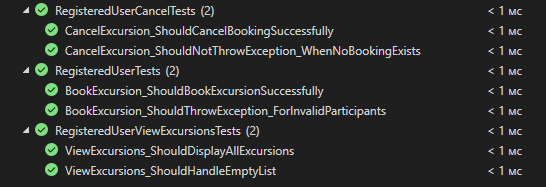 RegisteredUserCancelTests (2) < 1 мс
CancelExcursion_ShouldCancelBookingSuccessfully < 1 мс
CancelExcursion_ShouldNotThrowException_WhenNoBookingExists < 1 мс
RegisteredUserTests (2) < 1 мс
BookExcursion_ShouldBookExcursionSuccessfully < 1 мс
BookExcursion_ShouldThrowException_ForInvalidParticipants < 1 мс
RegisteredUserViewExcursionsTests (2) < 1 мс
ViewExcursions_ShouldDisplayAllExcursions < 1 мс
ViewExcursions_ShouldHandleEmptyList < 1 мс